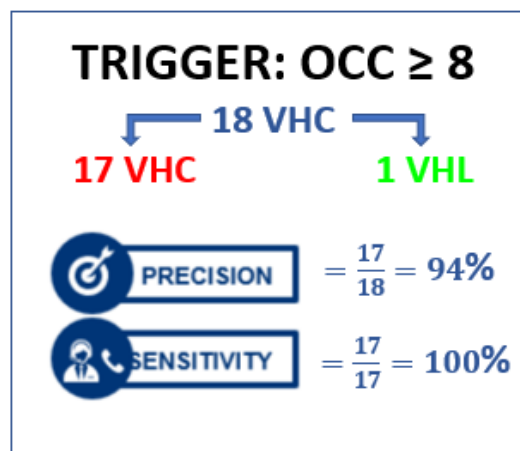 TRIGGER: OCC ≥ 8
18 VHC
17 VHC 1 VHL
PRECISION = 17/18 = 94%
SENSITIVITY = 17/17 = 100%